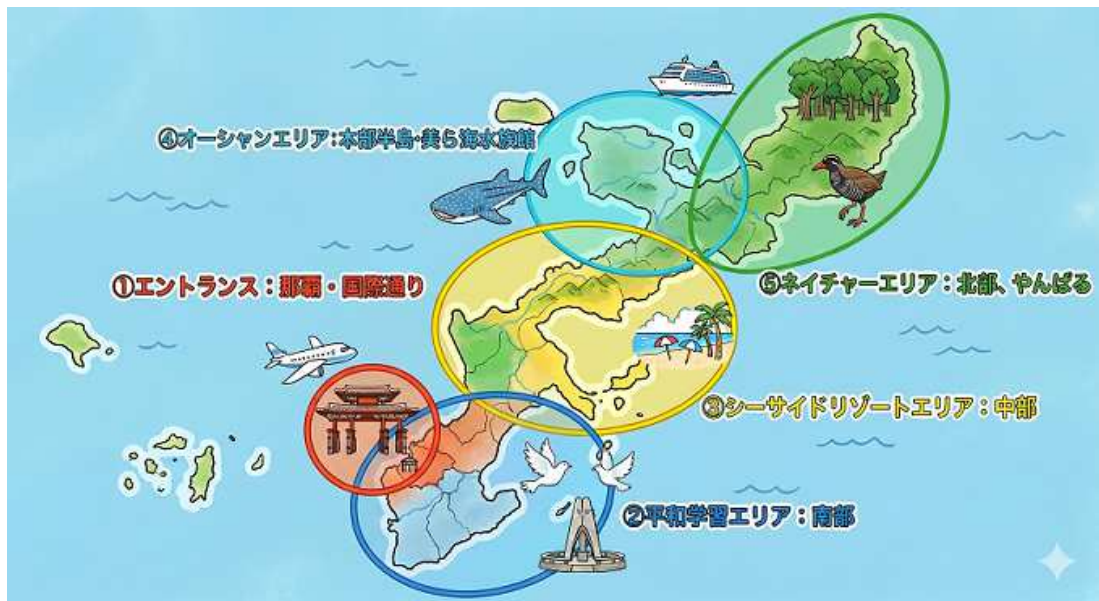 ④オーシャンエリア：本部半島・美ら海水族館
①エントランス：那覇・国際通り
⑤ネイチャーエリア：北部、やんばる
③シーサイドリゾートエリア：中部
②平和学習エリア：南部